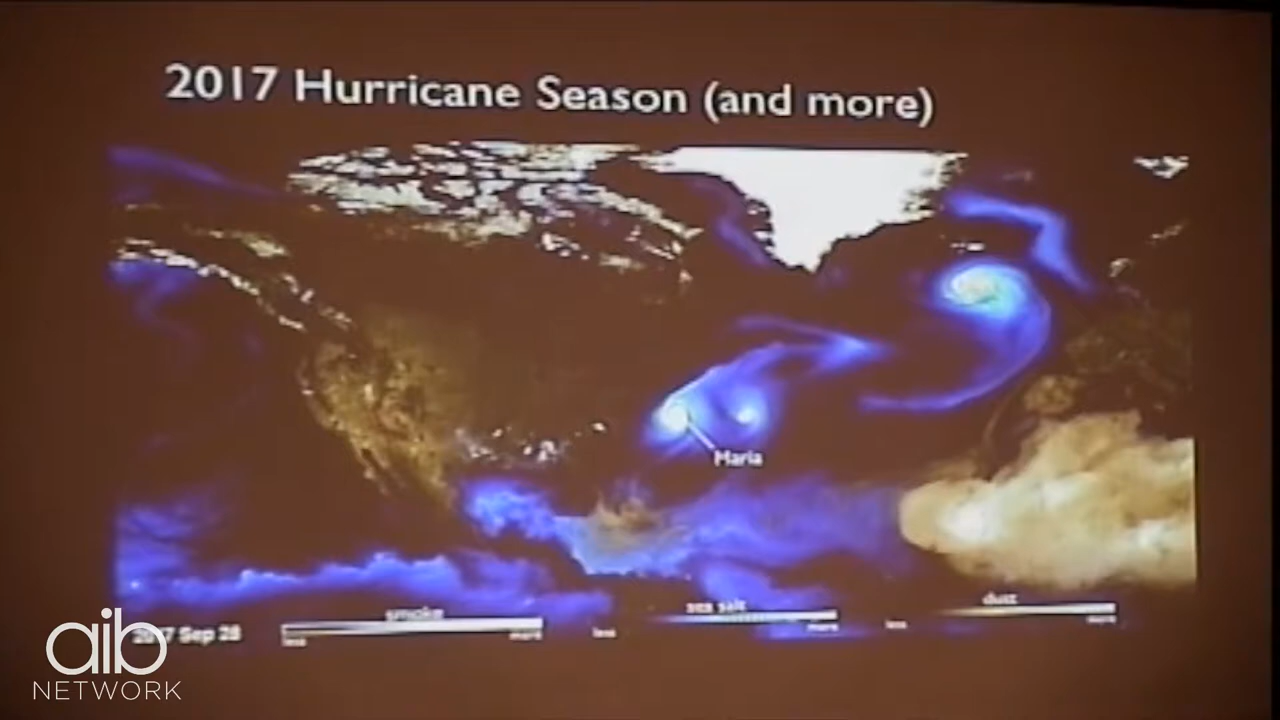 2017 Hurricane Season (and more)
Maria
smoke
less
more
sea salt
less
more
dust
less
more
2017 Sep 28
aib
NETWORK